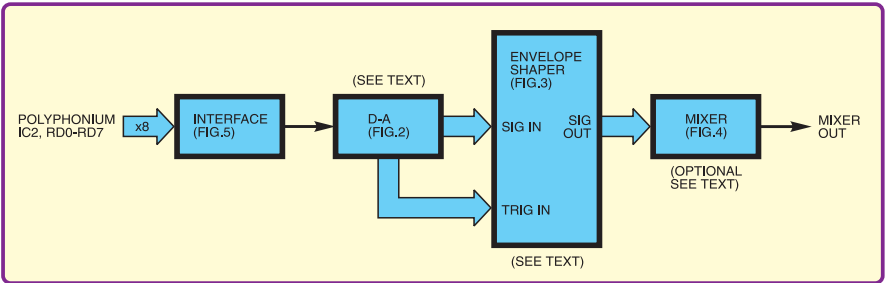 POLYPHONIUM
IC2, RD0-RD7
x8
INTERFACE
(FIG.5)
(SEE TEXT)
D-A
(FIG.2)
ENVELOPE
SHAPER
(FIG.3)
SIG IN
SIG
OUT
TRIG IN
(SEE TEXT)
MIXER
(FIG.4)
(OPTIONAL
SEE TEXT)
MIXER
OUT